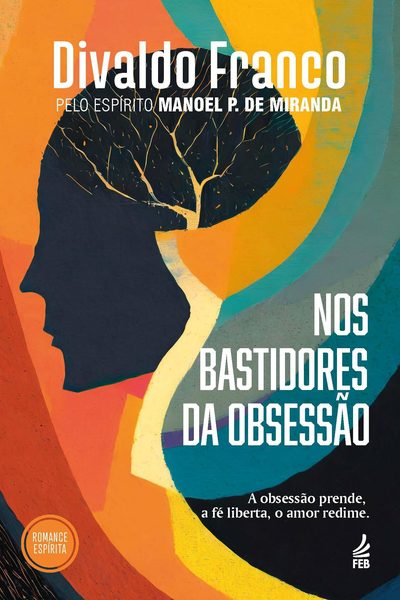 Divaldo Franco
PELO ESPÍRITO MANOEL P. DE MIRANDA
NOS
BASTIDORES
DA OBSESSÃO
A obsessão prende,
a fé liberta, o amor redime.
ROMANCE
ESPÍRITA
FEB